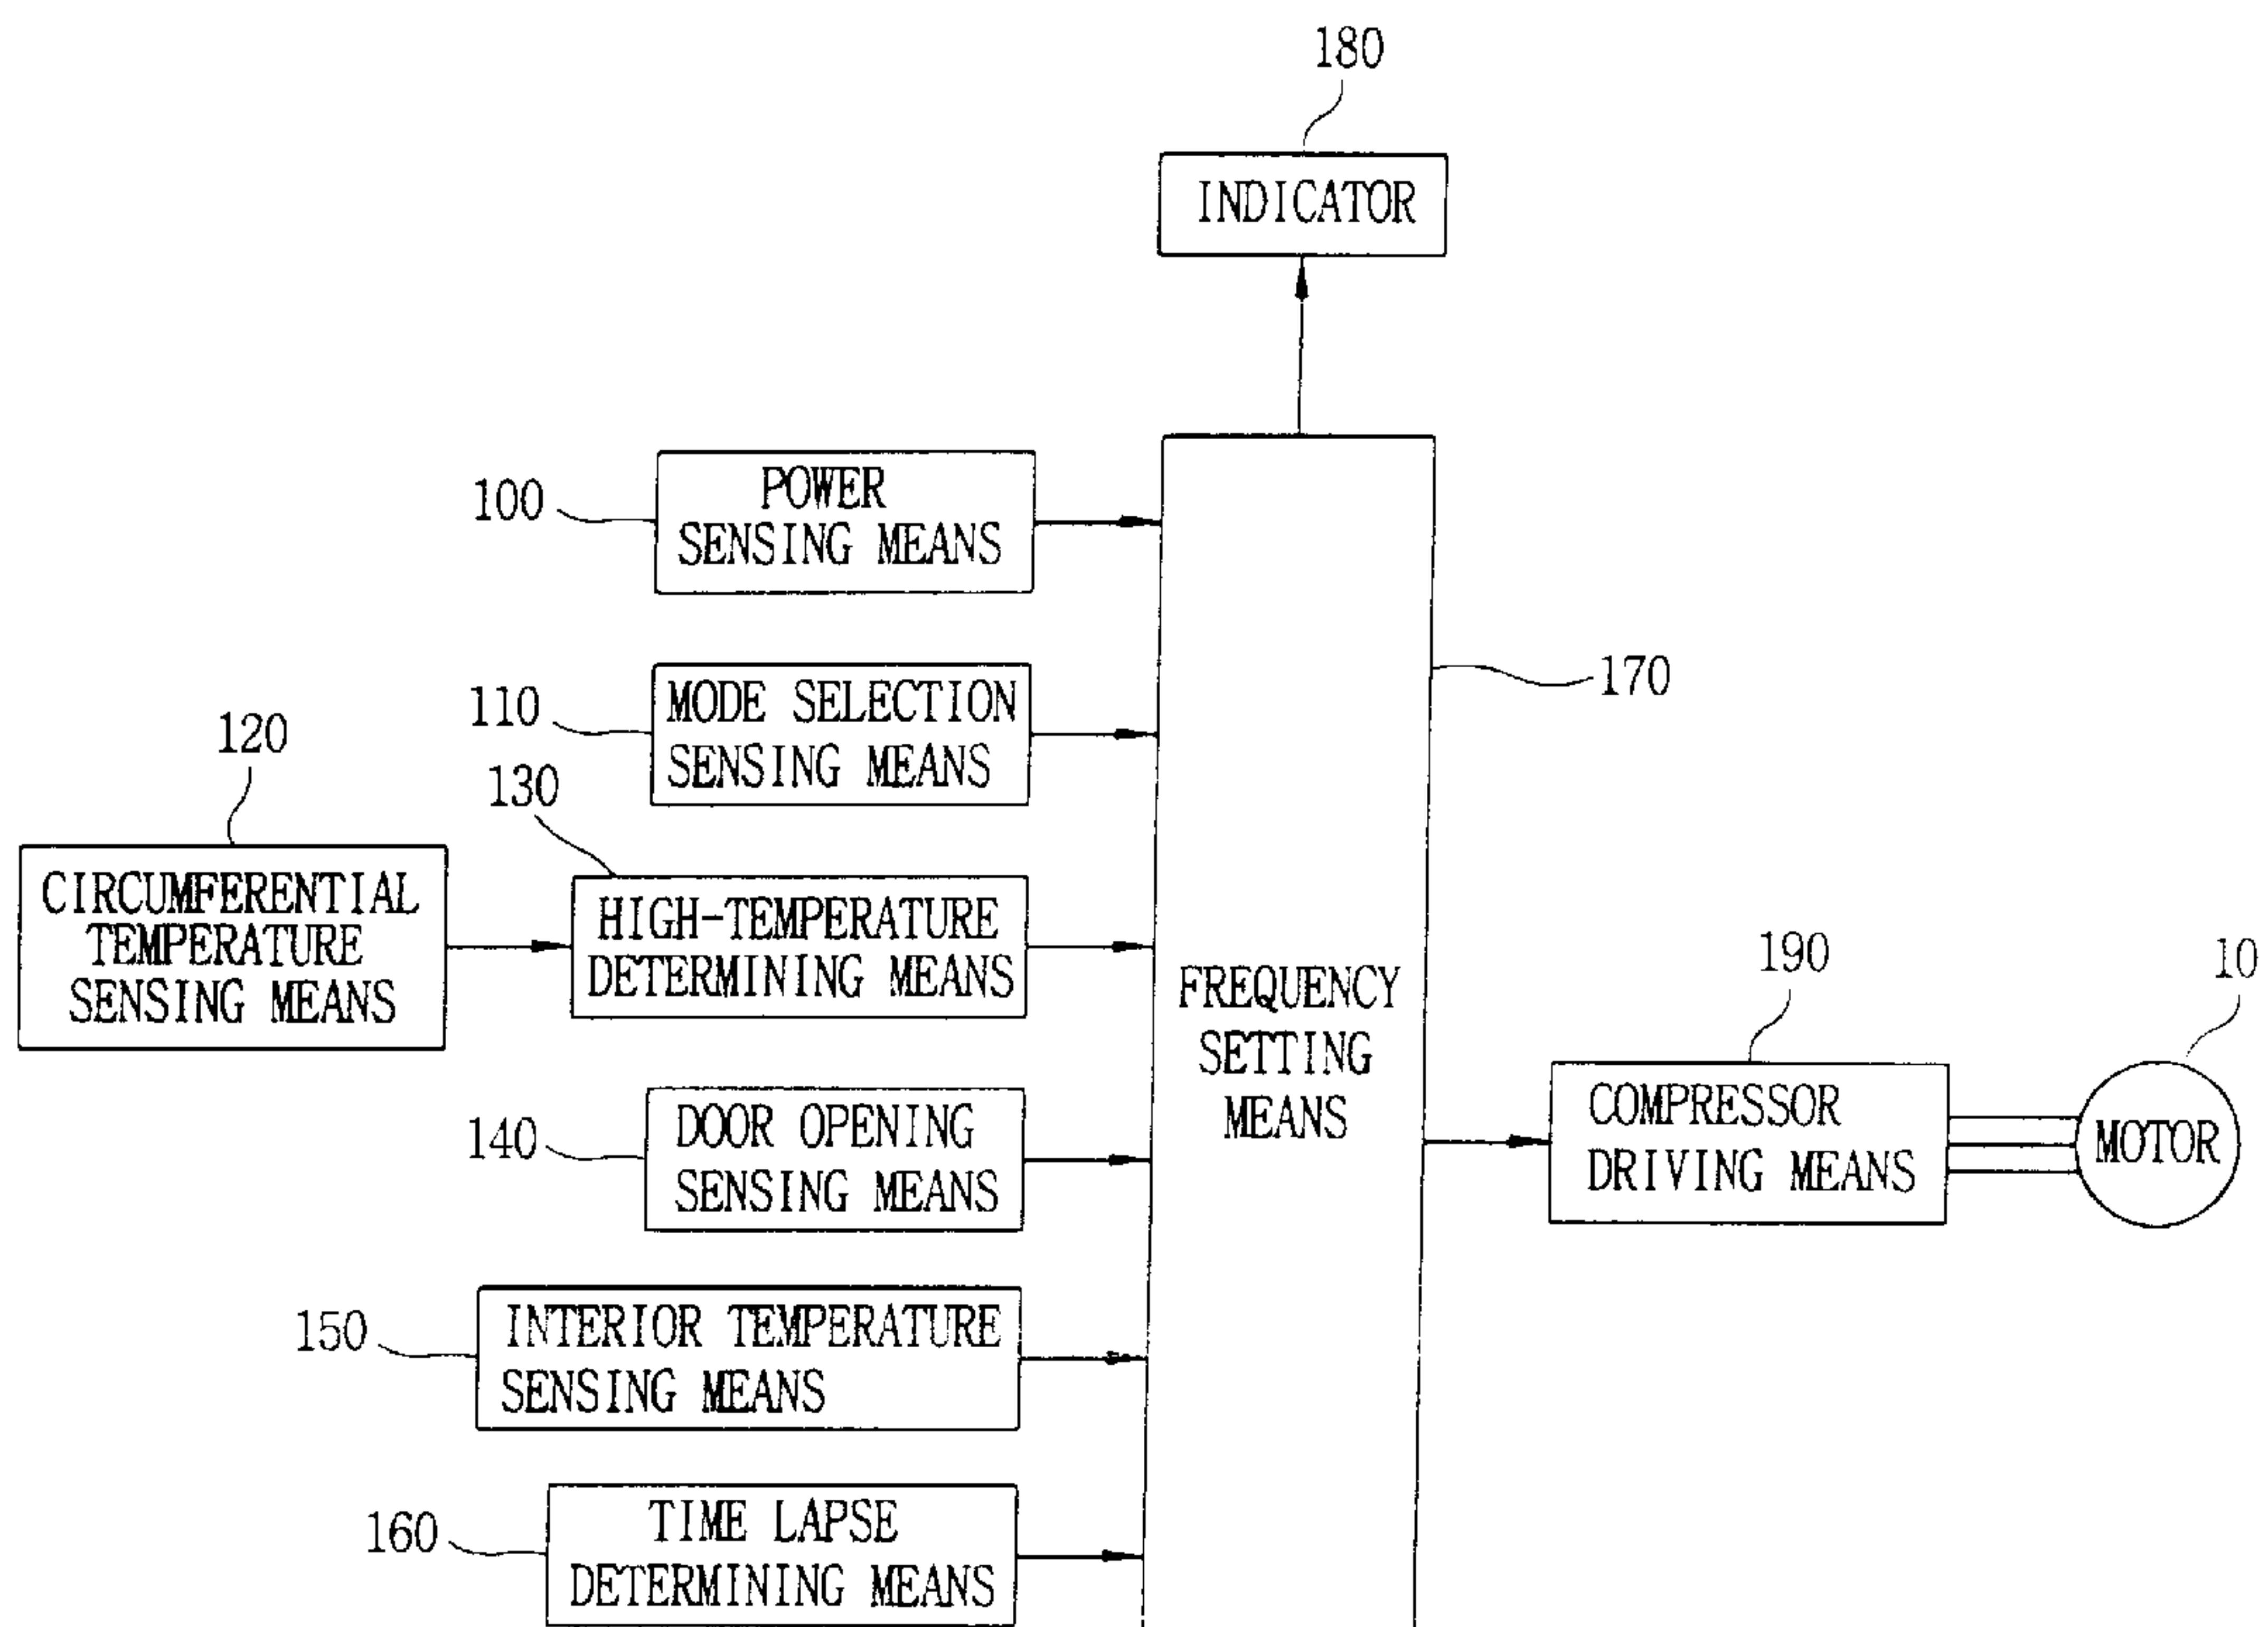 180
INDICATOR
100
POWER
SENSING MEANS
170
110
MODE SELECTION
SENSING MEANS
120
130
CIRCUMFERENTIAL
TEMPERATURE
SENSING MEANS
HIGH-TEMPERATURE
DETERMINING MEANS
FREQUENCY
SETTING
MEANS
190
10
140
DOOR OPENING
SENSING MEANS
COMPRESSOR
DRIVING MEANS
MOTOR
150
INTERIOR TEMPERATURE
SENSING MEANS
160
TIME LAPSE
DETERMINING MEANS